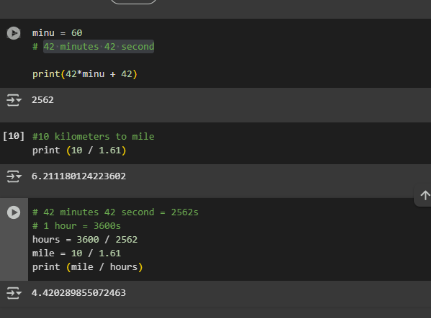 minu = 60
# 42 minutes 42 second
print(42*minu + 42)
2562
[10] #10 kilometers to mile
print (10 / 1.61)
6.211180124223602
# 42 minutes 42 second = 2562s
# 1 hour = 3600s
hours = 3600 / 2562
mile = 10 / 1.61
print (mile / hours)
4.420289855072463